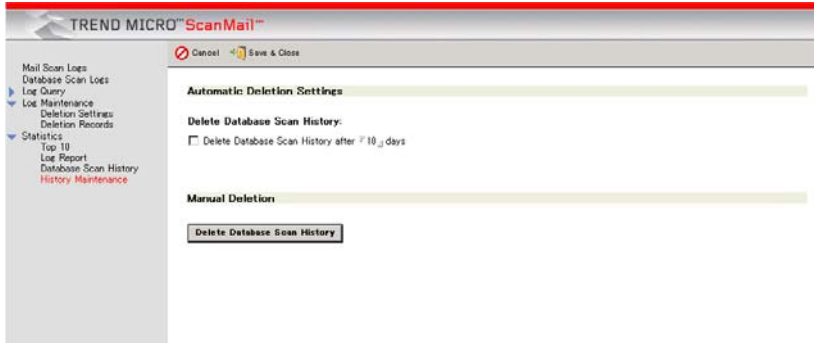 TREND MICRO™ ScanMail™
Cancel Save & Close
Mail Scan Logs
Database Scan Logs
Log Query
Log Maintenance
Deletion Settings
Deletion Records
Statistics
Top 10
Log Report
Database Scan History
History Maintenance
Automatic Deletion Settings
Delete Database Scan History:
Delete Database Scan History after 『10』 days
Manual Deletion
Delete Database Scan History